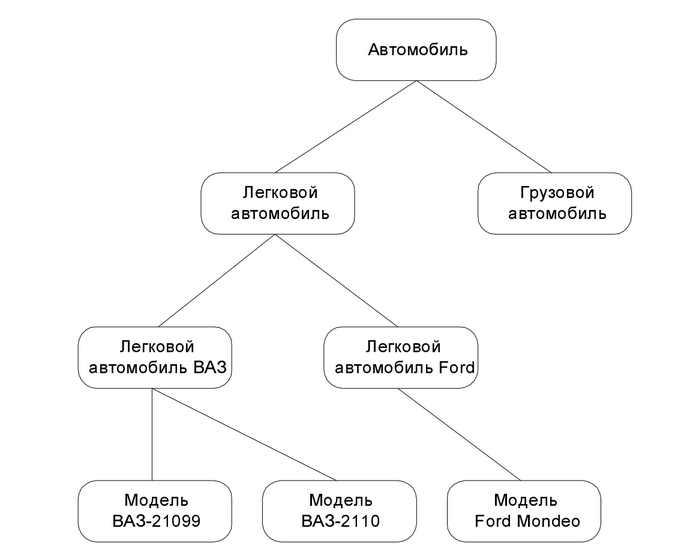 Автомобиль
Легковой
автомобиль
Грузовой
автомобиль
Легковой
автомобиль ВАЗ
Легковой
автомобиль Ford
Модель
ВАЗ-21099
Модель
ВАЗ-2110
Модель
Ford Mondeo